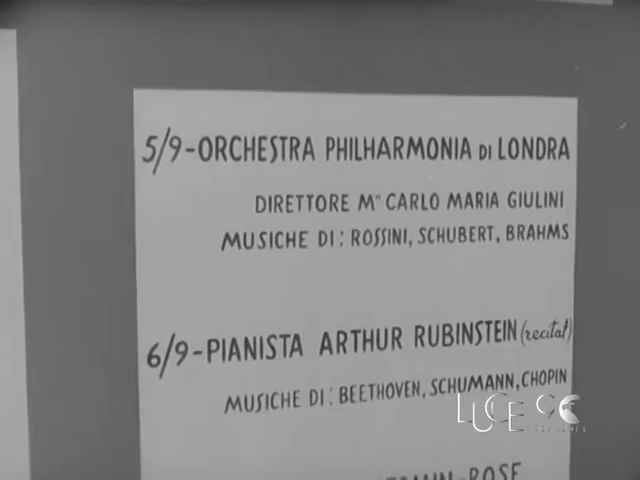 5/9-ORCHESTRA PHILHARMONIA DI LONDRA
DIRETTORE M° CARLO MARIA GIULINI
MUSICHE DI: ROSSINI, SCHUBERT, BRAHMS
6/9-PIANISTA ARTHUR RUBINSTEIN (recital)
MUSICHE DI: BEETHOVEN, SCHUMANN, CHOPIN
LUCE